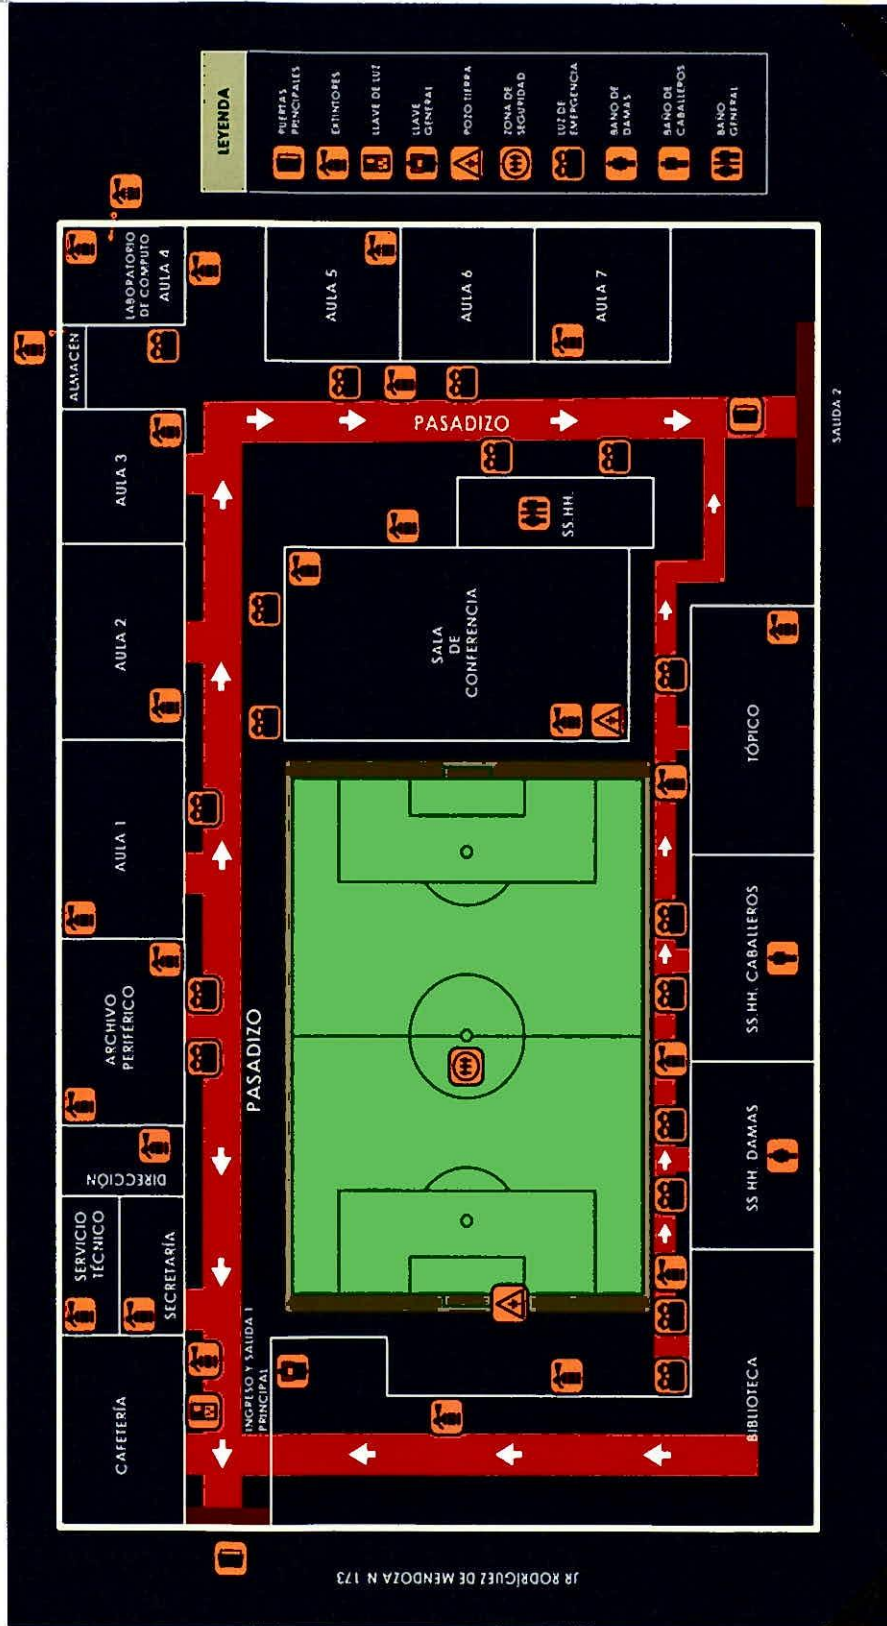 LEYENDA
PUERTAS
PRINCIPALES
EXTINTORES
LLAVE DE LUZ
LLAVE
GENERAL
POZO TIERRA
ZONA DE
SEGURIDAD
LUZ DE
EMERGENCIA
BAÑO DE
DAMAS
BAÑO DE
CABALLEROS
BAÑO
GENERAL
CAFETERÍA
SERVICIO
TÉCNICO
SECRETARÍA
DIRECCIÓN
ARCHIVO
PERIFÉRICO
AULA 1
AULA 2
AULA 3
ALMACÉN
LABORATORIO
DE COMPUTO
AULA 4
AULA 5
AULA 6
AULA 7
INGRESO Y SALIDA 1
PRINCIPAL
PASADIZO
PASADIZO
SALA
DE
CONFERENCIA
SS.HH.
BIBLIOTECA
SS HH DAMAS
SS.HH. CABALLEROS
TÓPICO
SALIDA 2
JR RODRÍGUEZ DE MENDOZA N 173